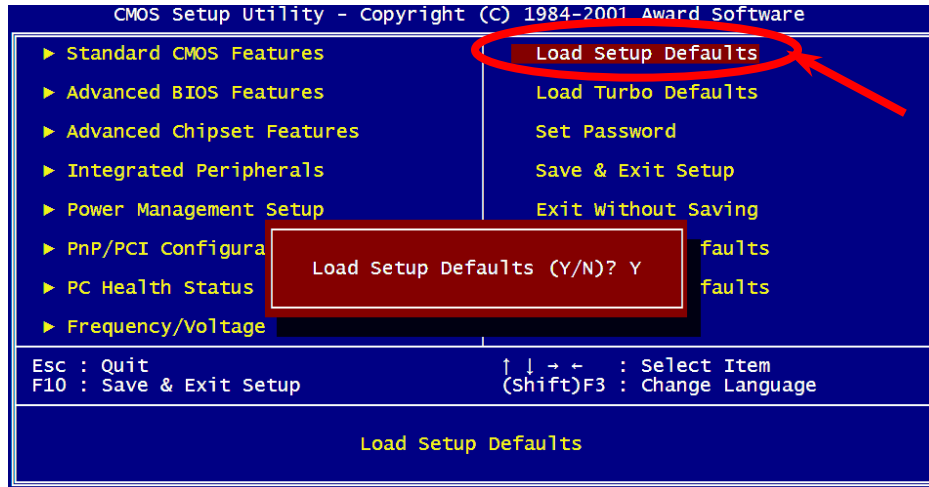 CMOS Setup Utility - Copyright (C) 1984-2001 Award Software
► Standard CMOS Features
► Advanced BIOS Features
► Advanced Chipset Features
► Integrated Peripherals
► Power Management Setup
► PnP/PCI Configura
► PC Health Status
► Frequency/Voltage
Load Setup Defaults
Load Turbo Defaults
Set Password
Save & Exit Setup
Exit Without Saving
faults
faults
Load Setup Defaults (Y/N)? Y
Esc : Quit
F10 : Save & Exit Setup
↑ ↓ → ← : Select Item
(Shift)F3 : Change Language
Load Setup Defaults